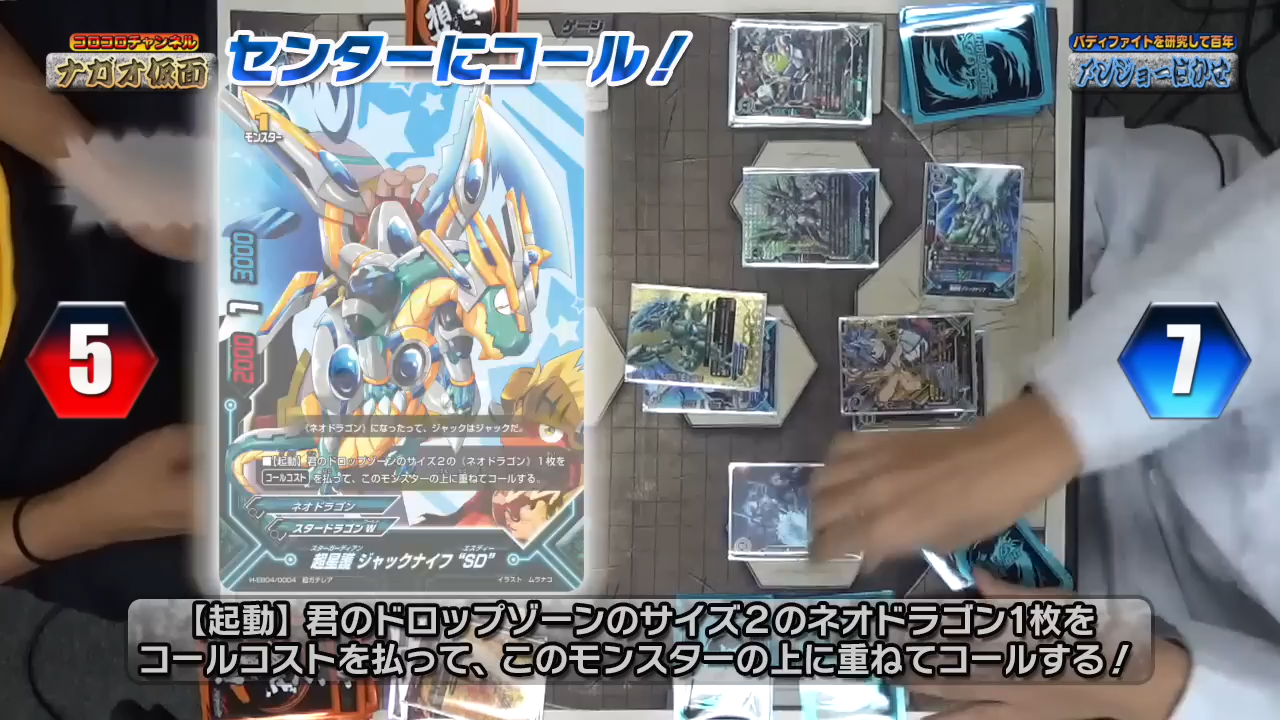 コロコロチャンネル
ナガオ仮面
センターにコール！
バディファイトを研究して百年
メンジョーはかせ
ゲージ
1
モンスター
3000
1
2000
5
7
《ネオドラゴン》になったって、ジャックはジャックだ。
■【起動】君のドロップゾーンのサイズ２の《ネオドラゴン》１枚を
コールコスト を払って、このモンスターの上に重ねてコールする。
ネオドラゴン
スタードラゴンW
スターガーディアン エスディー
超星護 ジャックナイフ “SD”
H-EB04/0004 超ガチレア
イラスト ムラナコ
【起動】君のドロップゾーンのサイズ２のネオドラゴン1枚を
コールコストを払って、このモンスターの上に重ねてコールする！